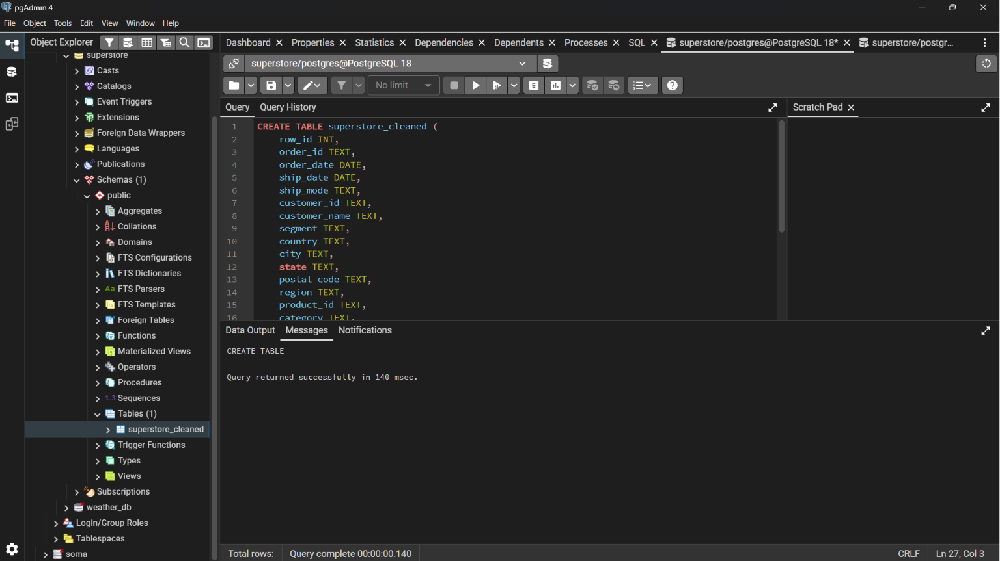 pgAdmin 4
File Object Tools Edit View Window Help
Object Explorer
Dashboard Properties Statistics Dependencies Dependents Processes SQL superstore/postgres@PostgreSQL 18* superstore/postgr...
superstore
Casts
Catalogs
Event Triggers
Extensions
Foreign Data Wrappers
Languages
Publications
Schemas (1)
public
Aggregates
Collations
Domains
FTS Configurations
FTS Dictionaries
Aa FTS Parsers
FTS Templates
Foreign Tables
Functions
Materialized Views
Operators
Procedures
1..3 Sequences
Tables (1)
superstore_cleaned
Trigger Functions
Types
Views
Subscriptions
weather_db
Login/Group Roles
Tablespaces
soma
superstore/postgres@PostgreSQL 18
No limit
E
Query Query History
Scratch Pad
1 CREATE TABLE superstore_cleaned (
2 row_id INT,
3 order_id TEXT,
4 order_date DATE,
5 ship_date DATE,
6 ship_mode TEXT,
7 customer_id TEXT,
8 customer_name TEXT,
9 segment TEXT,
10 country TEXT,
11 city TEXT,
12 state TEXT,
13 postal_code TEXT,
14 region TEXT,
15 product_id TEXT,
16 category TEXT,
Data Output Messages Notifications
CREATE TABLE
Query returned successfully in 140 msec.
Total rows: Query complete 00:00:00.140 CRLF Ln 27, Col 3